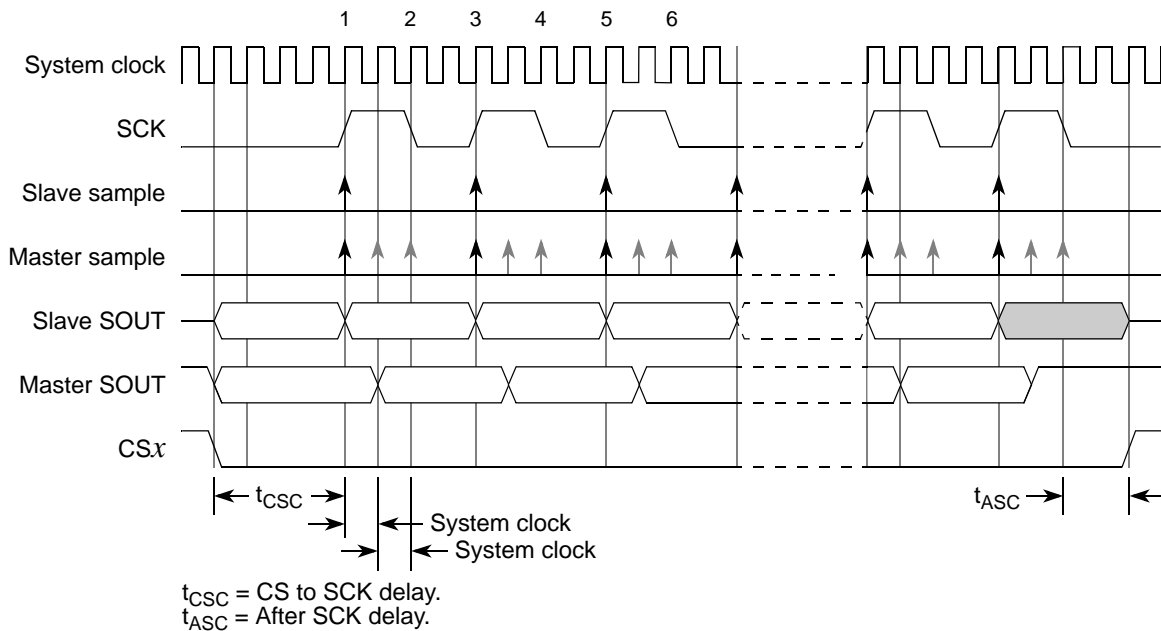 1 2 3 4 5 6
System clock
SCK
Slave sample
Master sample
Slave SOUT
Master SOUT
CSx
tCSC
tASC
System clock
System clock
tCSC = CS to SCK delay.
tASC = After SCK delay.